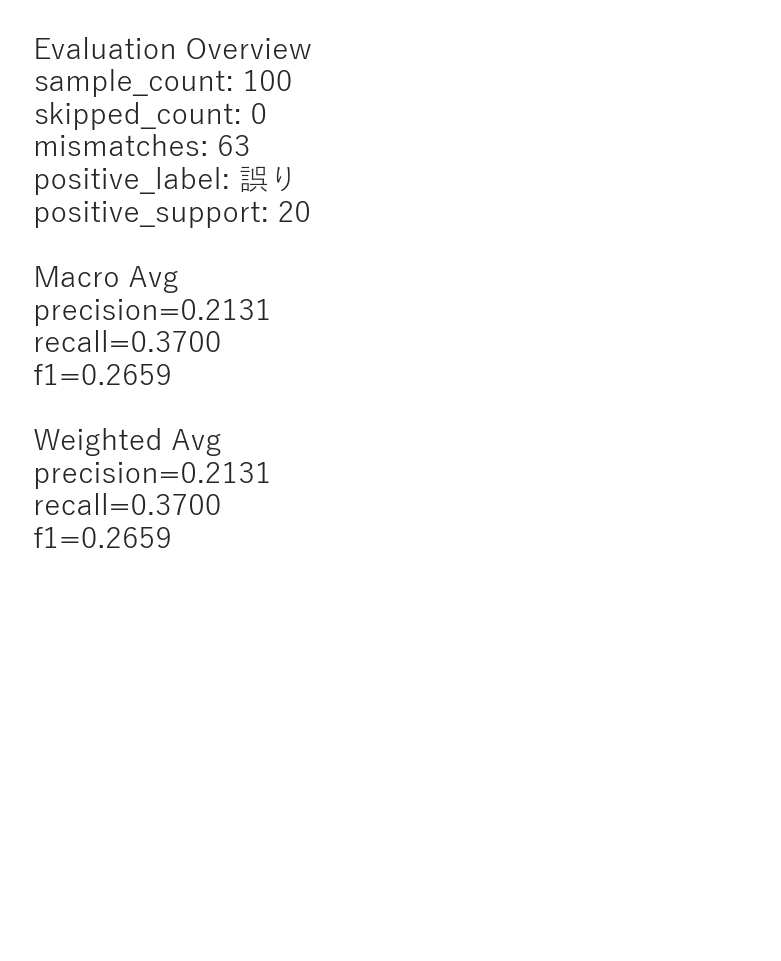 Evaluation Overview
sample_count: 100
skipped_count: 0
mismatches: 63
positive_label: 誤り
positive_support: 20

Macro Avg
precision=0.2131
recall=0.3700
f1=0.2659

Weighted Avg
precision=0.2131
recall=0.3700
f1=0.2659